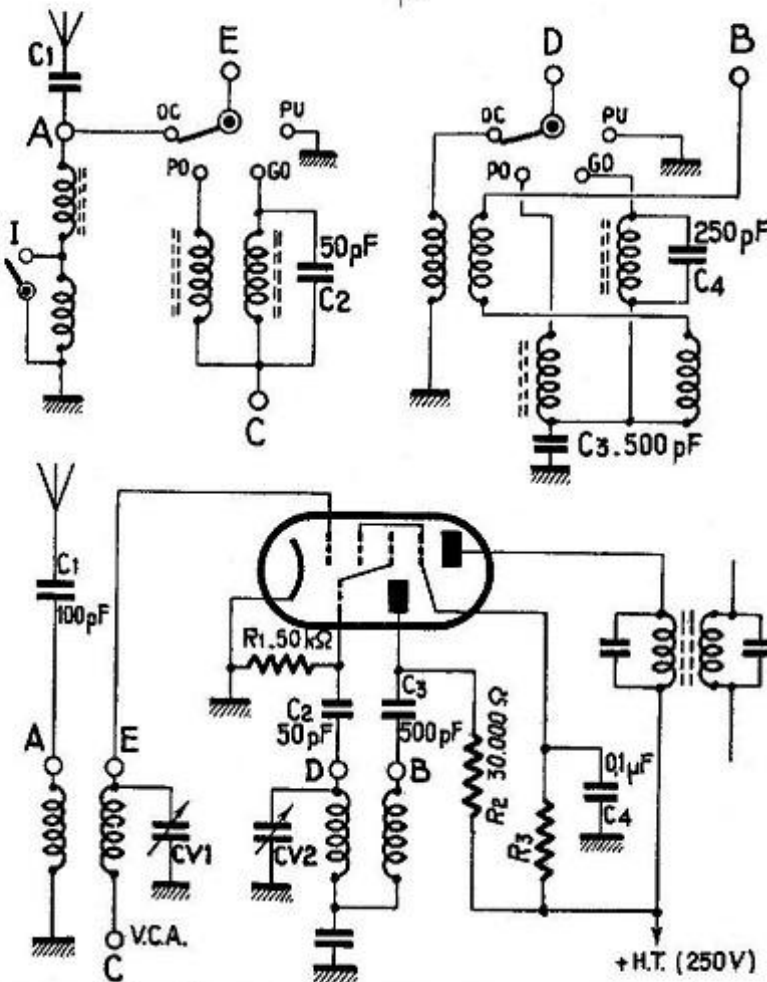 C1
E
D
B
A
OC
PU
OC
PU
PO
GO
PO
GO
I
50pF
C2
250pF
C4
C
C3.500pF
C1
100pF
R1.50kΩ
C2
50pF
C3
500pF
R2 30.000 Ω
0,1µF
C4
R3
A
E
D
B
CV1
CV2
V.C.A.
C
+H.T. (250V)